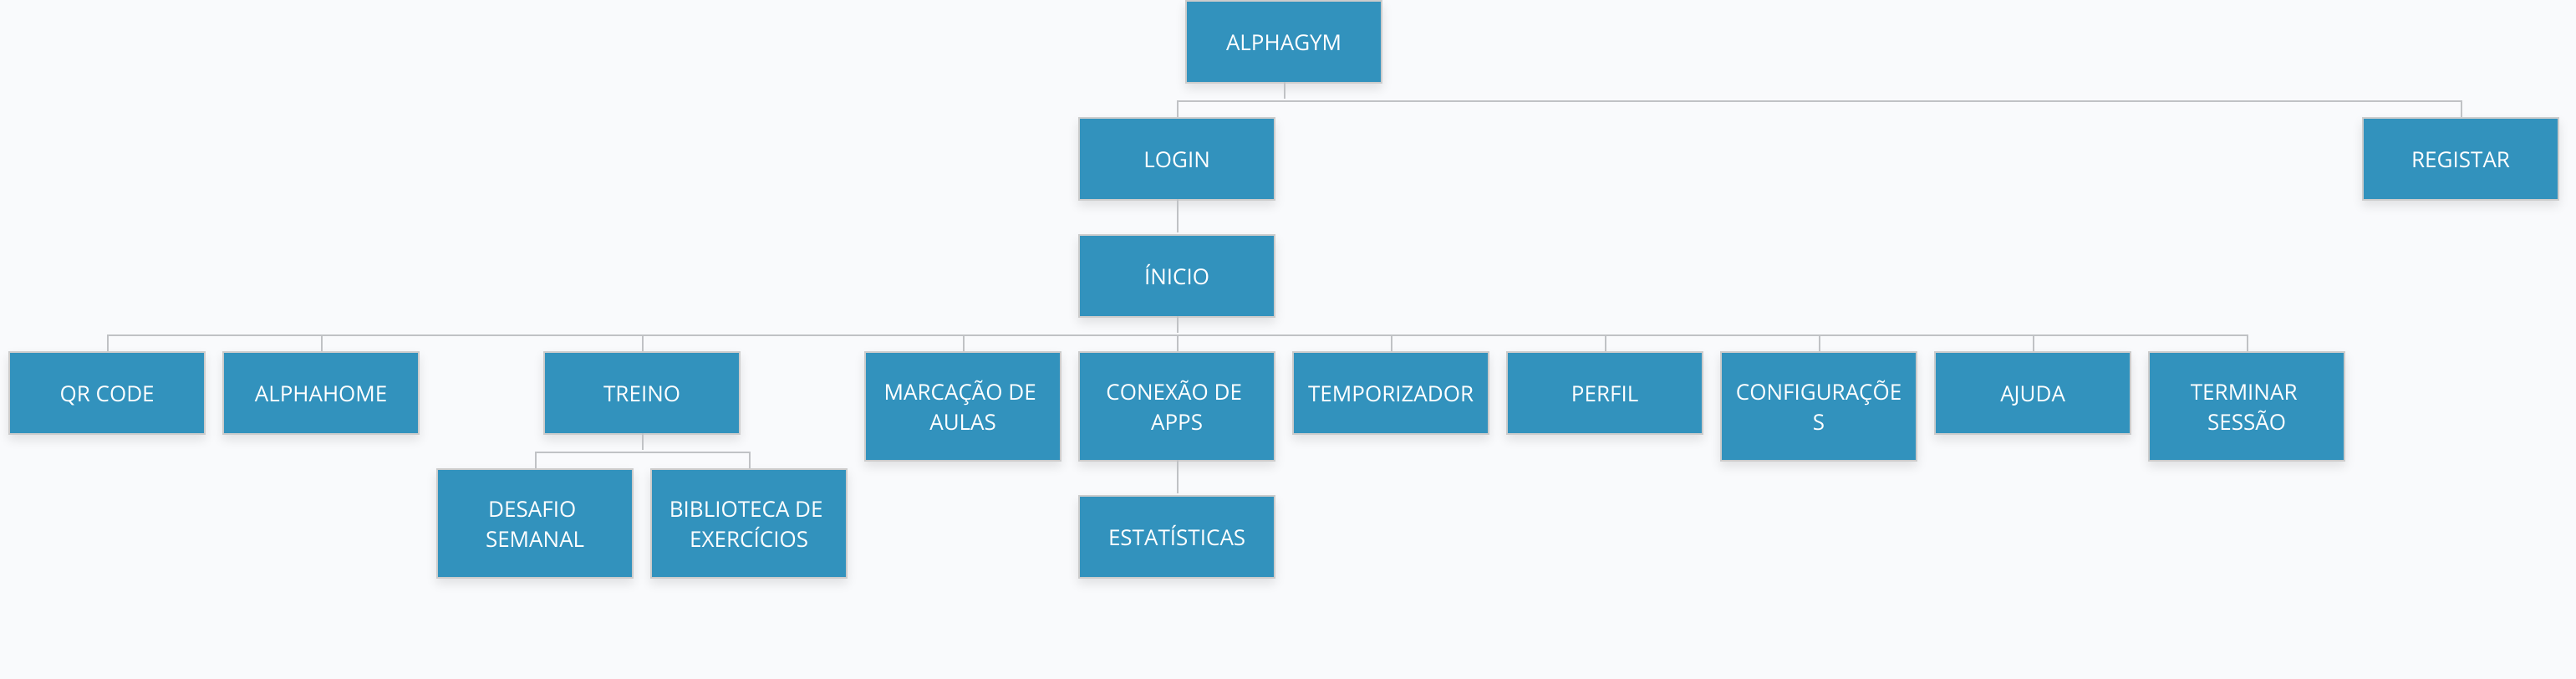 ALPHAGYM
LOGIN
REGISTAR
ÍNICIO
QR CODE
ALPHAHOME
TREINO
MARCAÇÃO DE
AULAS
CONEXÃO DE
APPS
TEMPORIZADOR
PERFIL
CONFIGURAÇÕE
S
AJUDA
TERMINAR
SESSÃO
DESAFIO
SEMANAL
BIBLIOTECA DE
EXERCÍCIOS
ESTATÍSTICAS